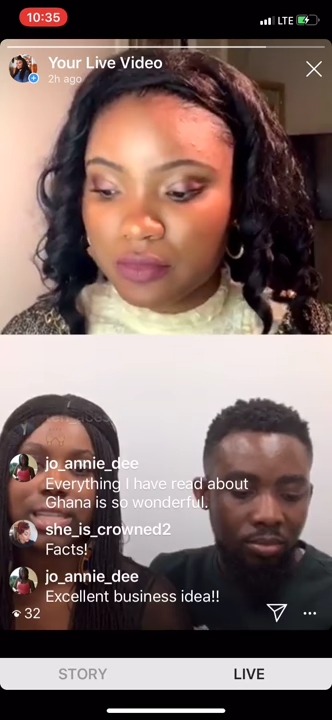 10:35
LTE
Your Live Video
2h ago
jo_annie_dee
Everything I have read about
Ghana is so wonderful.
she_is_crowned2
Facts!
jo_annie_dee
Excellent business idea!!
32
STORY
LIVE